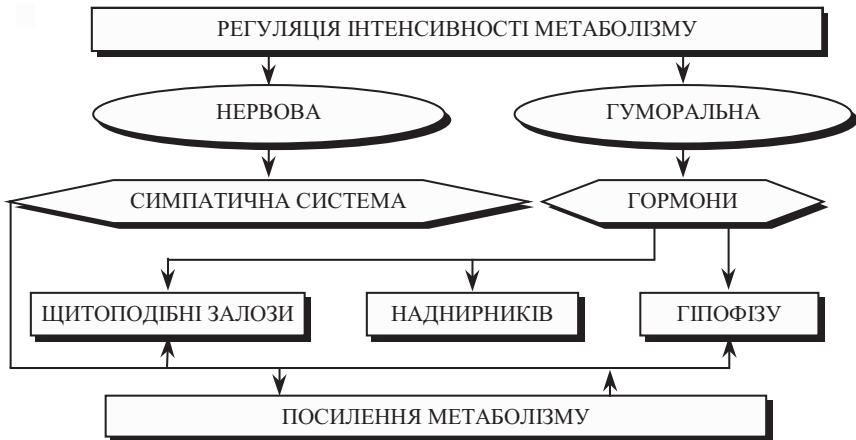 РЕГУЛЯЦІЯ ІНТЕНСИВНОСТІ МЕТАБОЛІЗМУ
НЕРВОВА
ГУМОРАЛЬНА
СИМПАТИЧНА СИСТЕМА
ГОРМОНИ
ЩИТОПОДІБНІ ЗАЛОЗИ
НАДНИРНИКІВ
ГІПОФІЗУ
ПОСИЛЕННЯ МЕТАБОЛІЗМУ